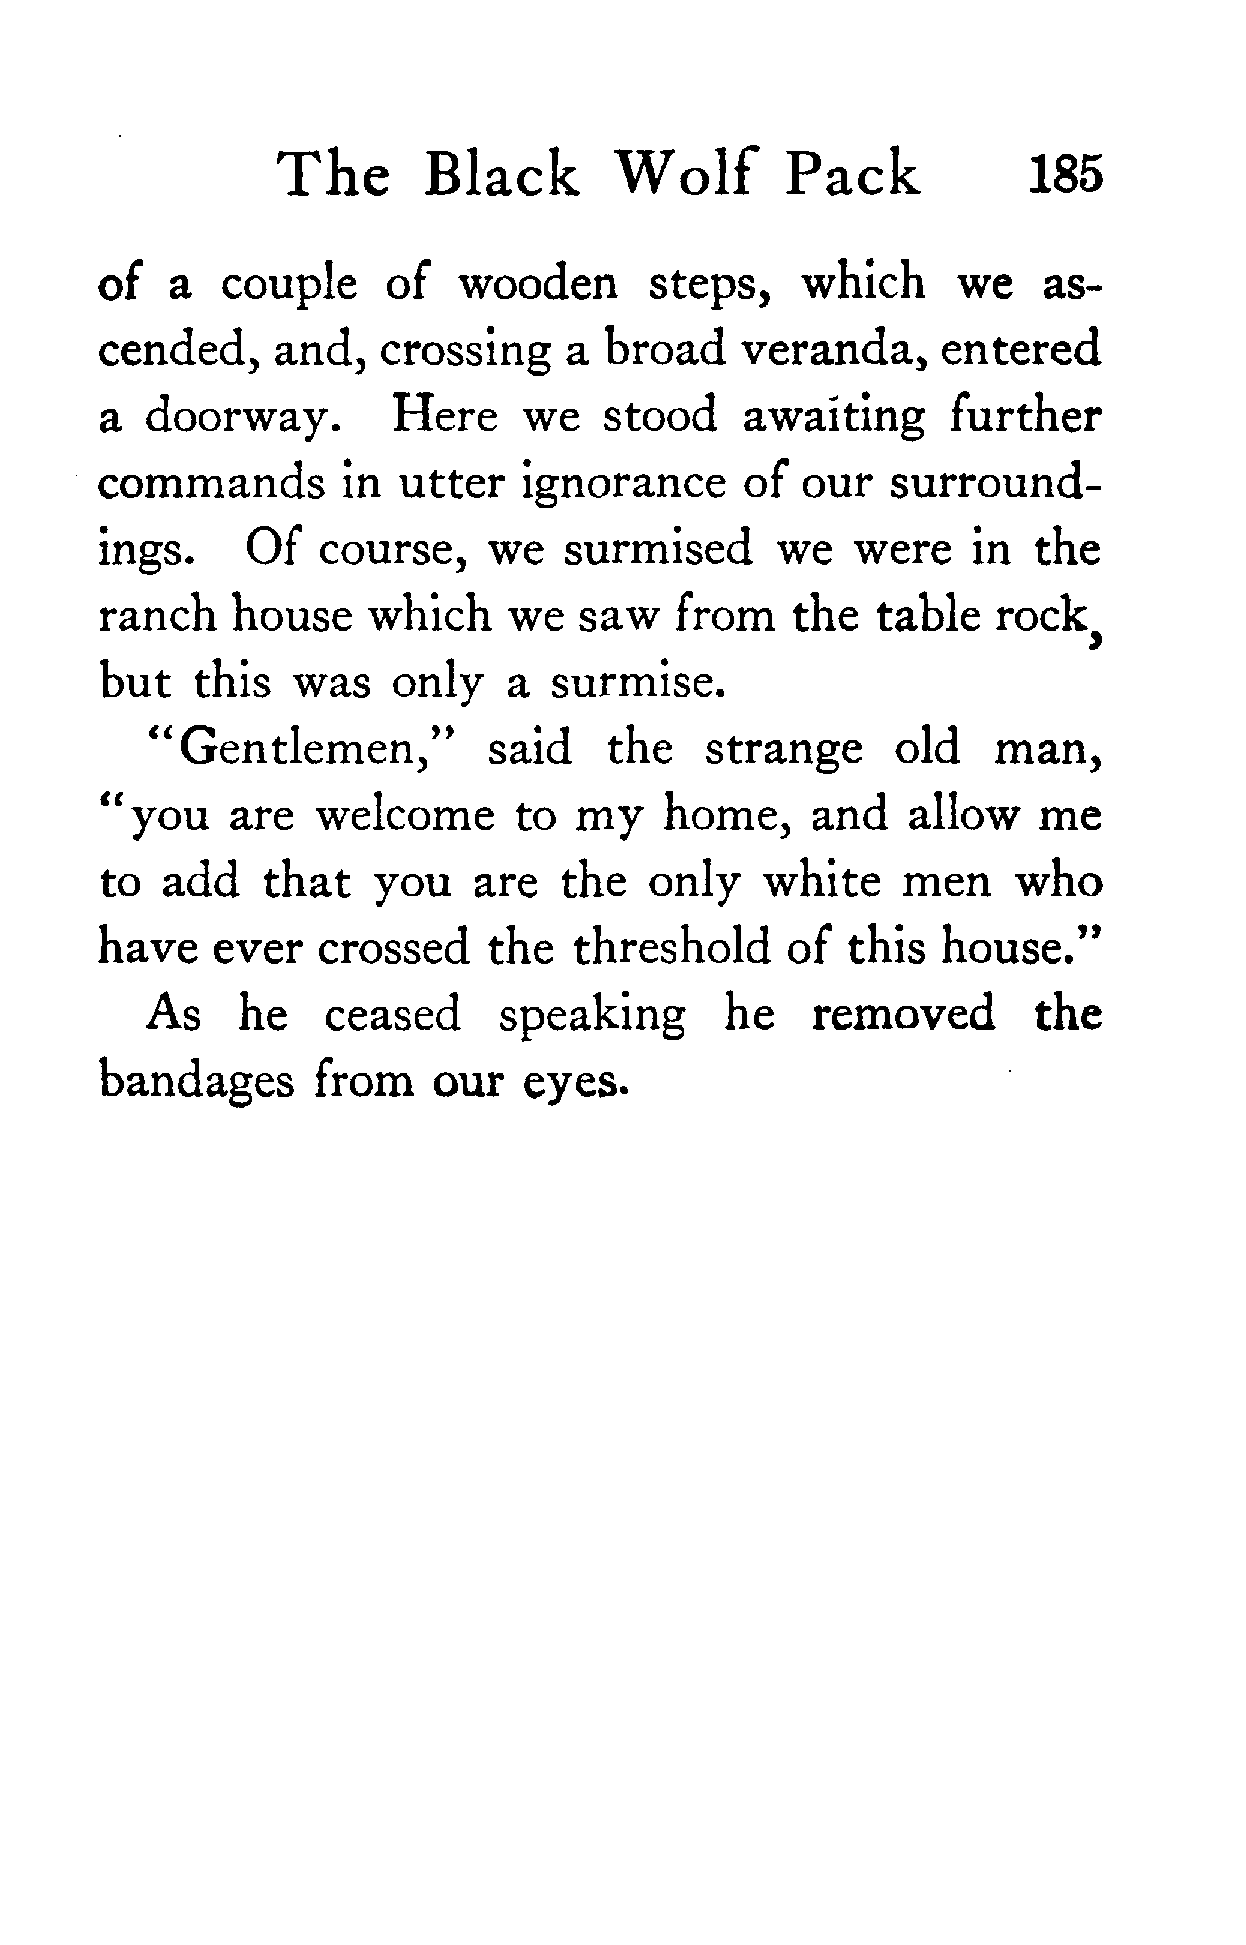 The Black Wolf Pack 185
of a couple of wooden steps, which we as-
cended, and, crossing a broad veranda, entered
a doorway. Here we stood awaiting further
commands in utter ignorance of our surround-
ings. Of course, we surmised we were in the
ranch house which we saw from the table rock,
but this was only a surmise.
"Gentlemen," said the strange old man,
"you are welcome to my home, and allow me
to add that you are the only white men who
have ever crossed the threshold of this house."
As he ceased speaking he removed the
bandages from our eyes.